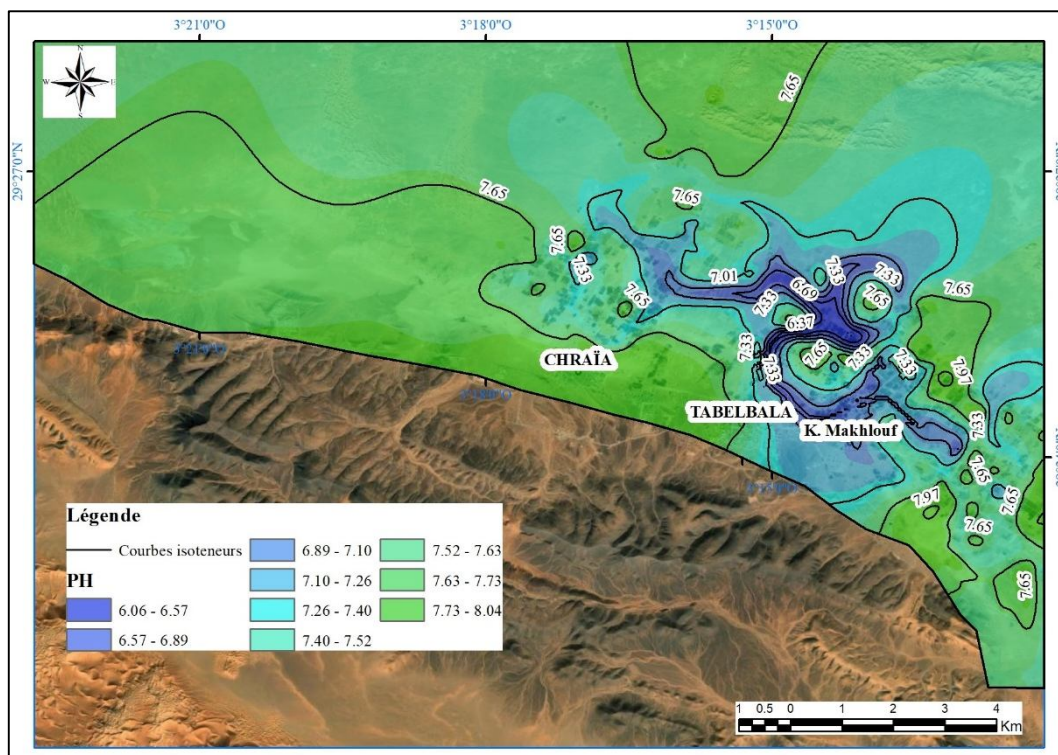 3°21'0"O 3°18'0"O 3°15'0"O
N
W E
S
7.65
29°27'0"N
7.65
7.65
7.65
7.33
7.01
7.33
7.33
6.69
7.65
7.65
7.65
7.33
6.37
7.33
7.33
7.65
7.33
7.33
CHRAÏA
7.97
TABELBALA
K. Makhlouf
7.33
7.65
7.97
7.65
7.65
7.65
Légende
Courbes isoteneurs
PH
6.06 - 6.57
6.57 - 6.89
6.89 - 7.10
7.10 - 7.26
7.26 - 7.40
7.40 - 7.52
7.52 - 7.63
7.63 - 7.73
7.73 - 8.04
1 0.5 0 1 2 3 4
Km